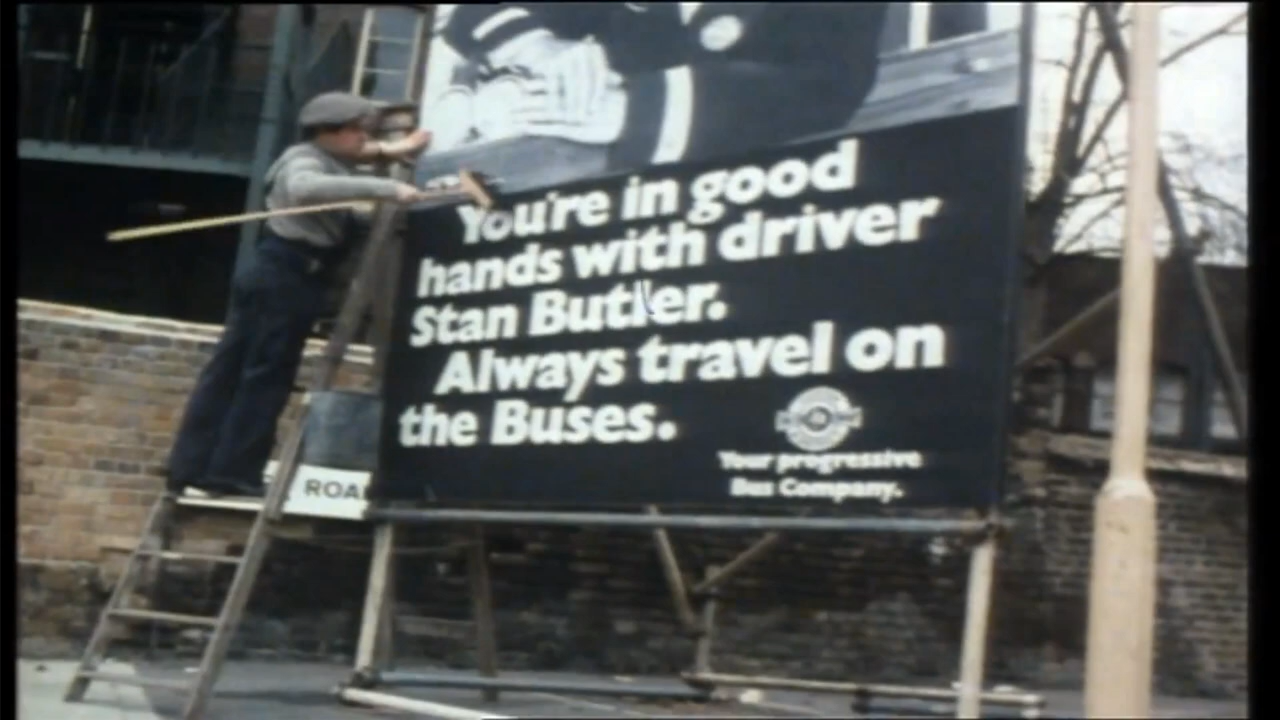 You're in good
hands with driver
Stan Butler.
Always travel on
the Buses.
Your progressive
Bus Company.
ROA